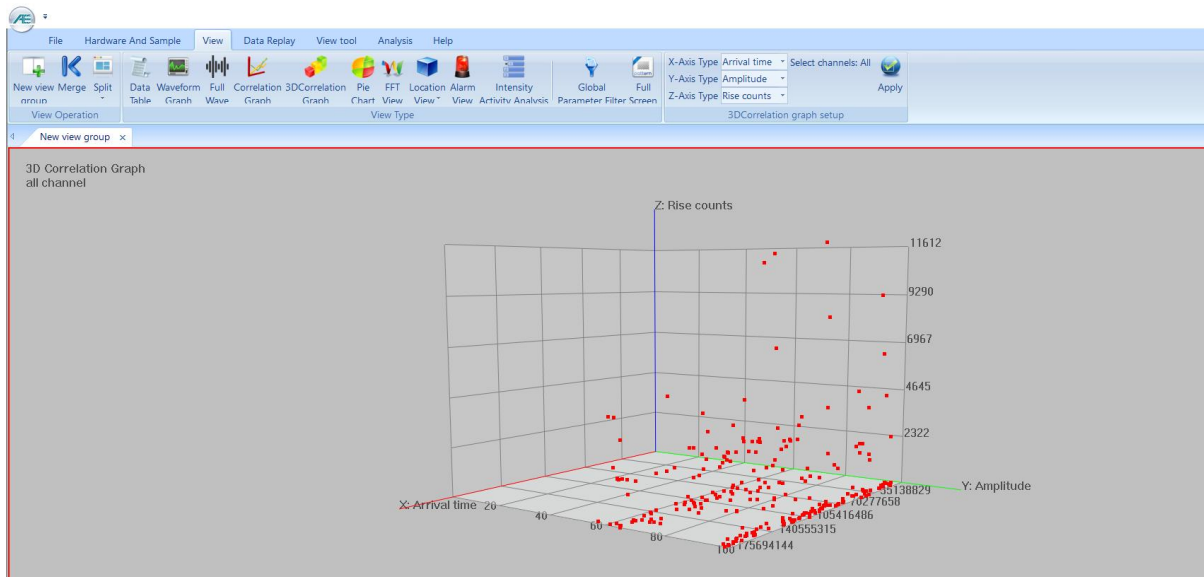 AE
File Hardware And Sample View Data Replay View tool Analysis Help
New view group
Merge
Split
View Operation
Data Table
Waveform Graph
Full Wave
Correlation Graph
3DCorrelation Graph
Pie Chart
FFT View
Location View
Alarm View
Intensity Activity Analysis
Global Parameter Filter
Full Screen
View Type
X-Axis Type Arrival time Select channels: All
Y-Axis Type Amplitude
Z-Axis Type Rise counts
Apply
3DCorrelation graph setup
New view group x
3D Correlation Graph
all channel
Z: Rise counts
11612
9290
6967
4645
2322
Y: Amplitude
X: Arrival time
20
40
60
80
100
35138829
70277658
105416486
140555315
175694144